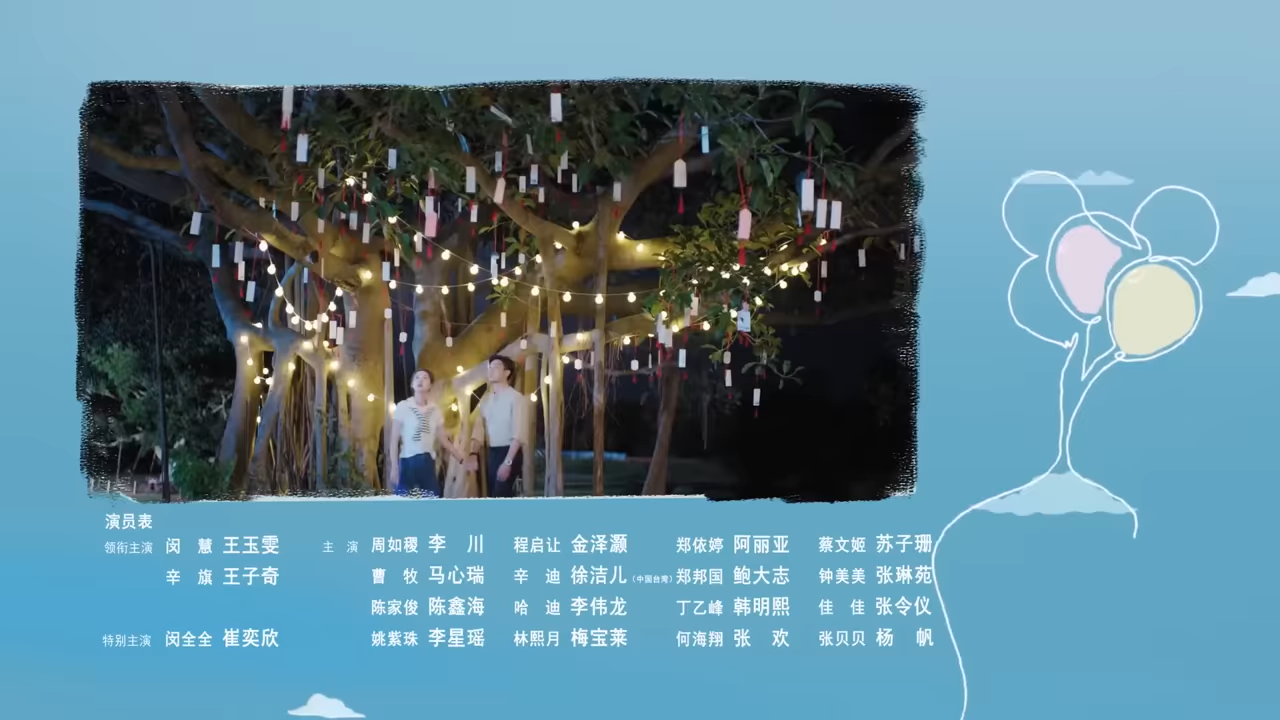 演员表
领衔主演 闵 慧 王玉雯 主 演 周如稷 李 川 程启让 金泽灏 郑依婷 阿丽亚 蔡文姬 苏子珊
辛 旗 王子奇 曹 牧 马心瑞 辛 迪 徐洁儿（中国台湾） 郑邦国 鲍大志 钟美美 张琳苑
陈家俊 陈鑫海 哈 迪 李伟龙 丁乙峰 韩明熙 佳 佳 张令仪
特别主演 闵全全 崔奕欣 姚紫珠 李星瑶 林熙月 梅宝莱 何海翔 张 欢 张贝贝 杨 帆